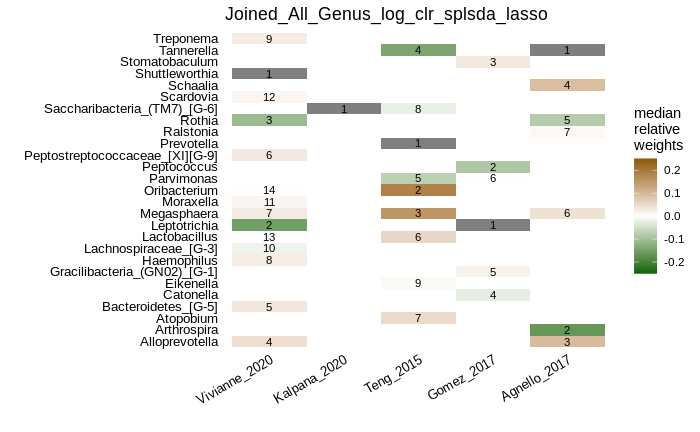 Joined_All_Genus_log_clr_splsda_lasso
Treponema 9
Tannerella 4 1
Stomatobaculum 3
Shuttleworthia 1
Schaalia 4
Scardovia 12
Saccharibacteria_(TM7)_[G-6] 1 8
Rothia 3 5
Ralstonia 7
Prevotella 1
Peptostreptococcaceae_[XI][G-9] 6
Peptococcus 2
Parvimonas 5 6
Oribacterium 14 2
Moraxella 11
Megasphaera 7 3 6
Leptotrichia 2 1
Lactobacillus 13 6
Lachnospiraceae_[G-3] 10
Haemophilus 8
Gracilibacteria_(GN02)_[G-1] 5
Eikenella 9
Catonella 4
Bacteroidetes_[G-5] 5
Atopobium 7
Arthrospira 2
Alloprevotella 4 3
Vivianne_2020
Kalpana_2020
Teng_2015
Gomez_2017
Agnello_2017
median
relative
weights
0.2
0.1
0.0
-0.1
-0.2